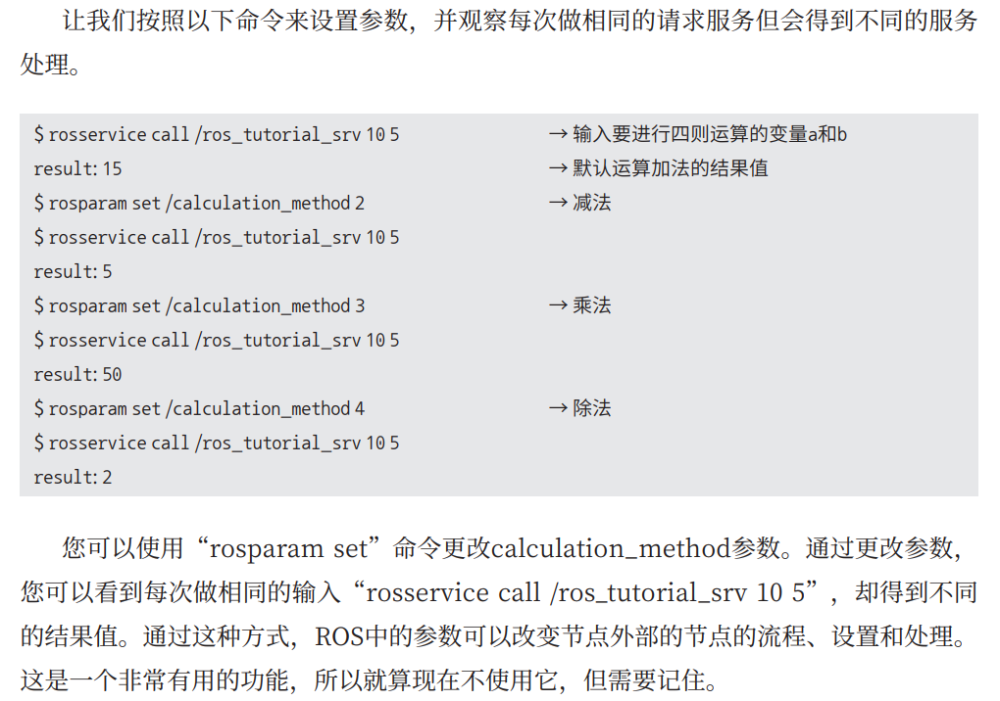 让我们按照以下命令来设置参数，并观察每次做相同的请求服务但会得到不同的服务
处理。
$ rosservice call /ros_tutorial_srv 10 5 → 输入要进行四则运算的变量a和b
result: 15 → 默认运算加法的结果值
$ rosparam set /calculation_method 2 → 减法
$ rosservice call /ros_tutorial_srv 10 5
result: 5
$ rosparam set /calculation_method 3 → 乘法
$ rosservice call /ros_tutorial_srv 10 5
result: 50
$ rosparam set /calculation_method 4 → 除法
$ rosservice call /ros_tutorial_srv 10 5
result: 2
您可以使用“rosparam set”命令更改calculation_method参数。通过更改参数，
您可以看到每次做相同的输入“rosservice call /ros_tutorial_srv 10 5”，却得到不同
的结果值。通过这种方式，ROS中的参数可以改变节点外部的节点的流程、设置和处理。
这是一个非常有用的功能，所以就算现在不使用它，但需要记住。